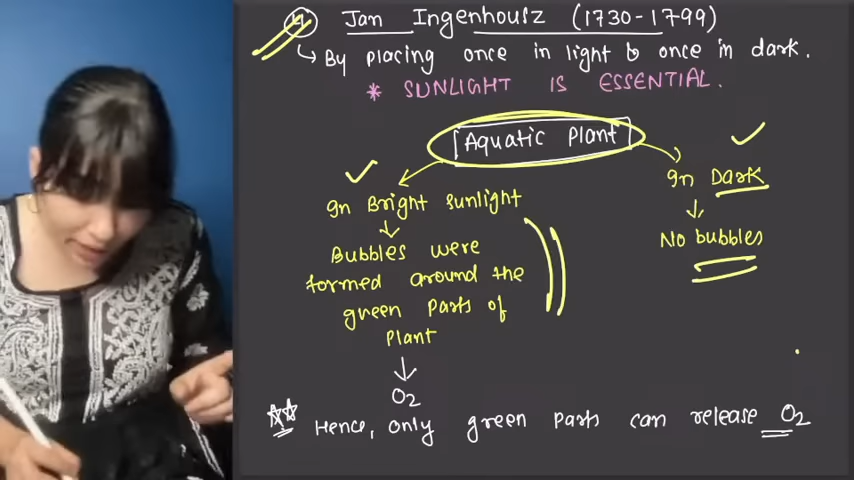 4 Jan Ingenhousz (1730-1799)
↳ By placing once in light & once in dark.
* SUNLIGHT IS ESSENTIAL.
Aquatic Plant
In Bright sunlight
Bubbles were
formed around the
green parts of
plant
O2
In Dark
No bubbles
Hence, only green parts can release O2